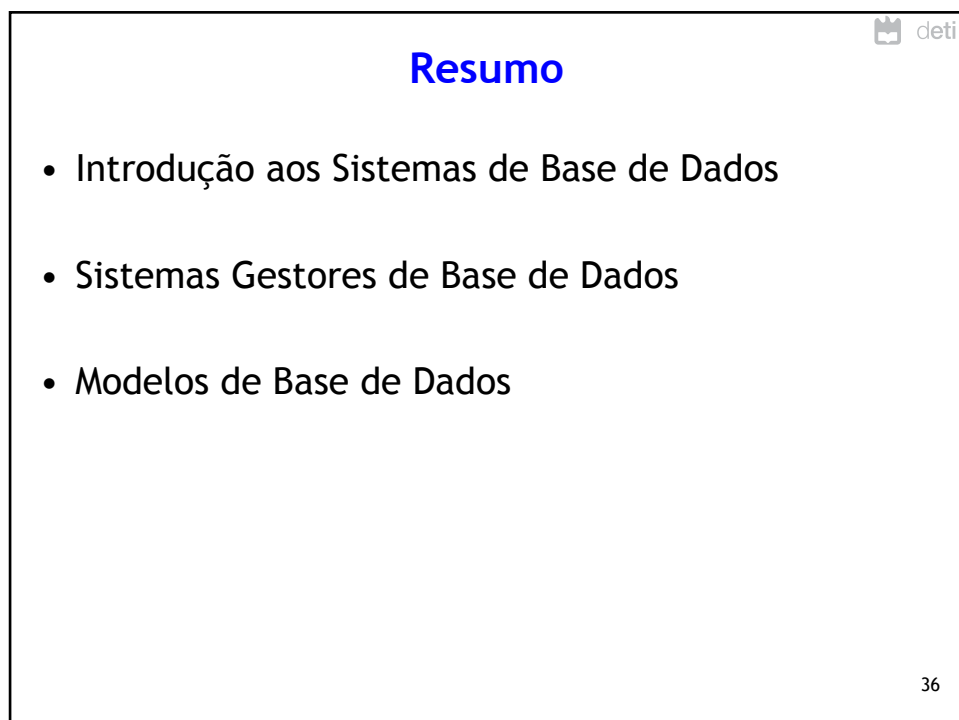 deti
Resumo
• Introdução aos Sistemas de Base de Dados
• Sistemas Gestores de Base de Dados
• Modelos de Base de Dados
36